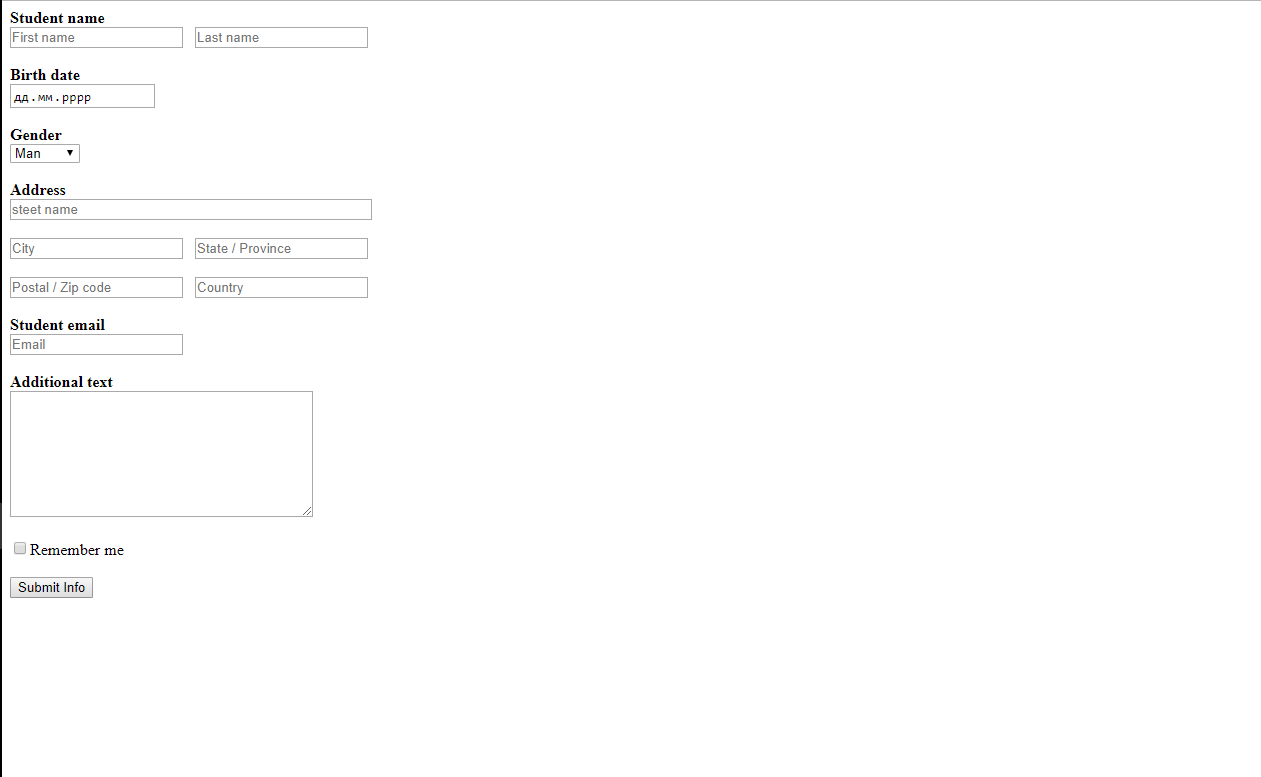 Student name
First name Last name
Birth date
дд.мм.рррр
Gender
Man
Address
steet name
City State / Province
Postal / Zip code Country
Student email
Email
Additional text
Remember me
Submit Info